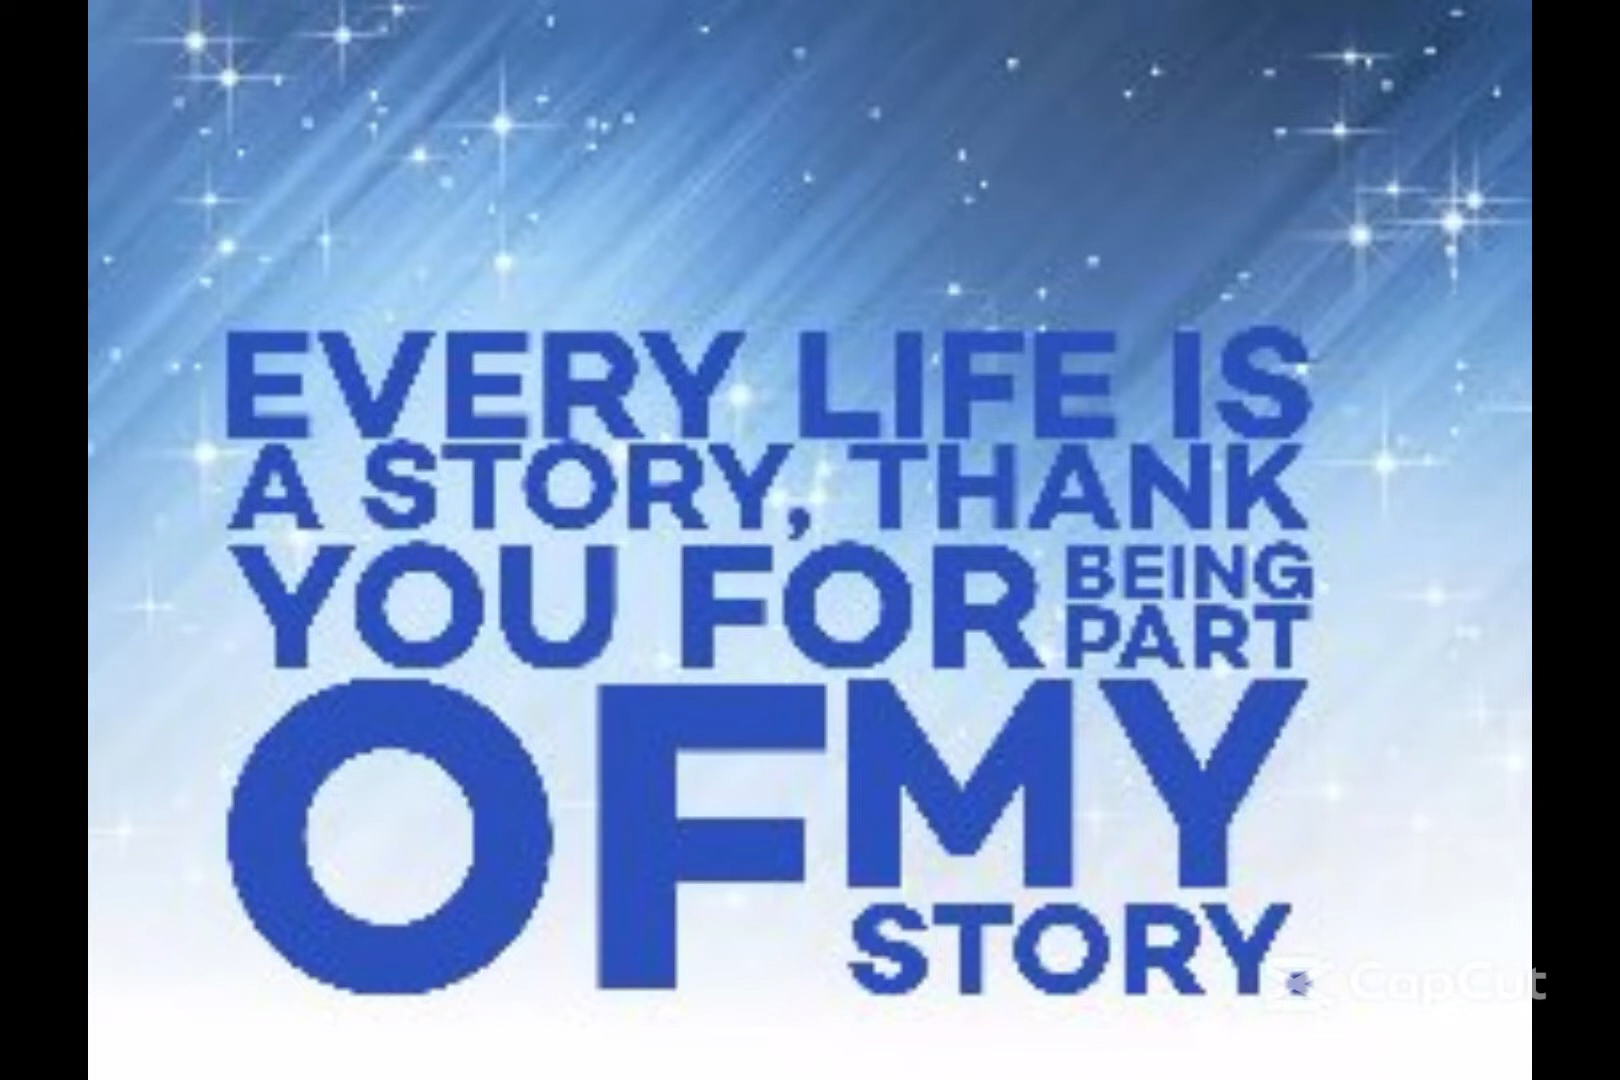 EVERY LIFE IS
A STORY, THANK
YOU FOR BEING PART
OF MY STORY
CapCut